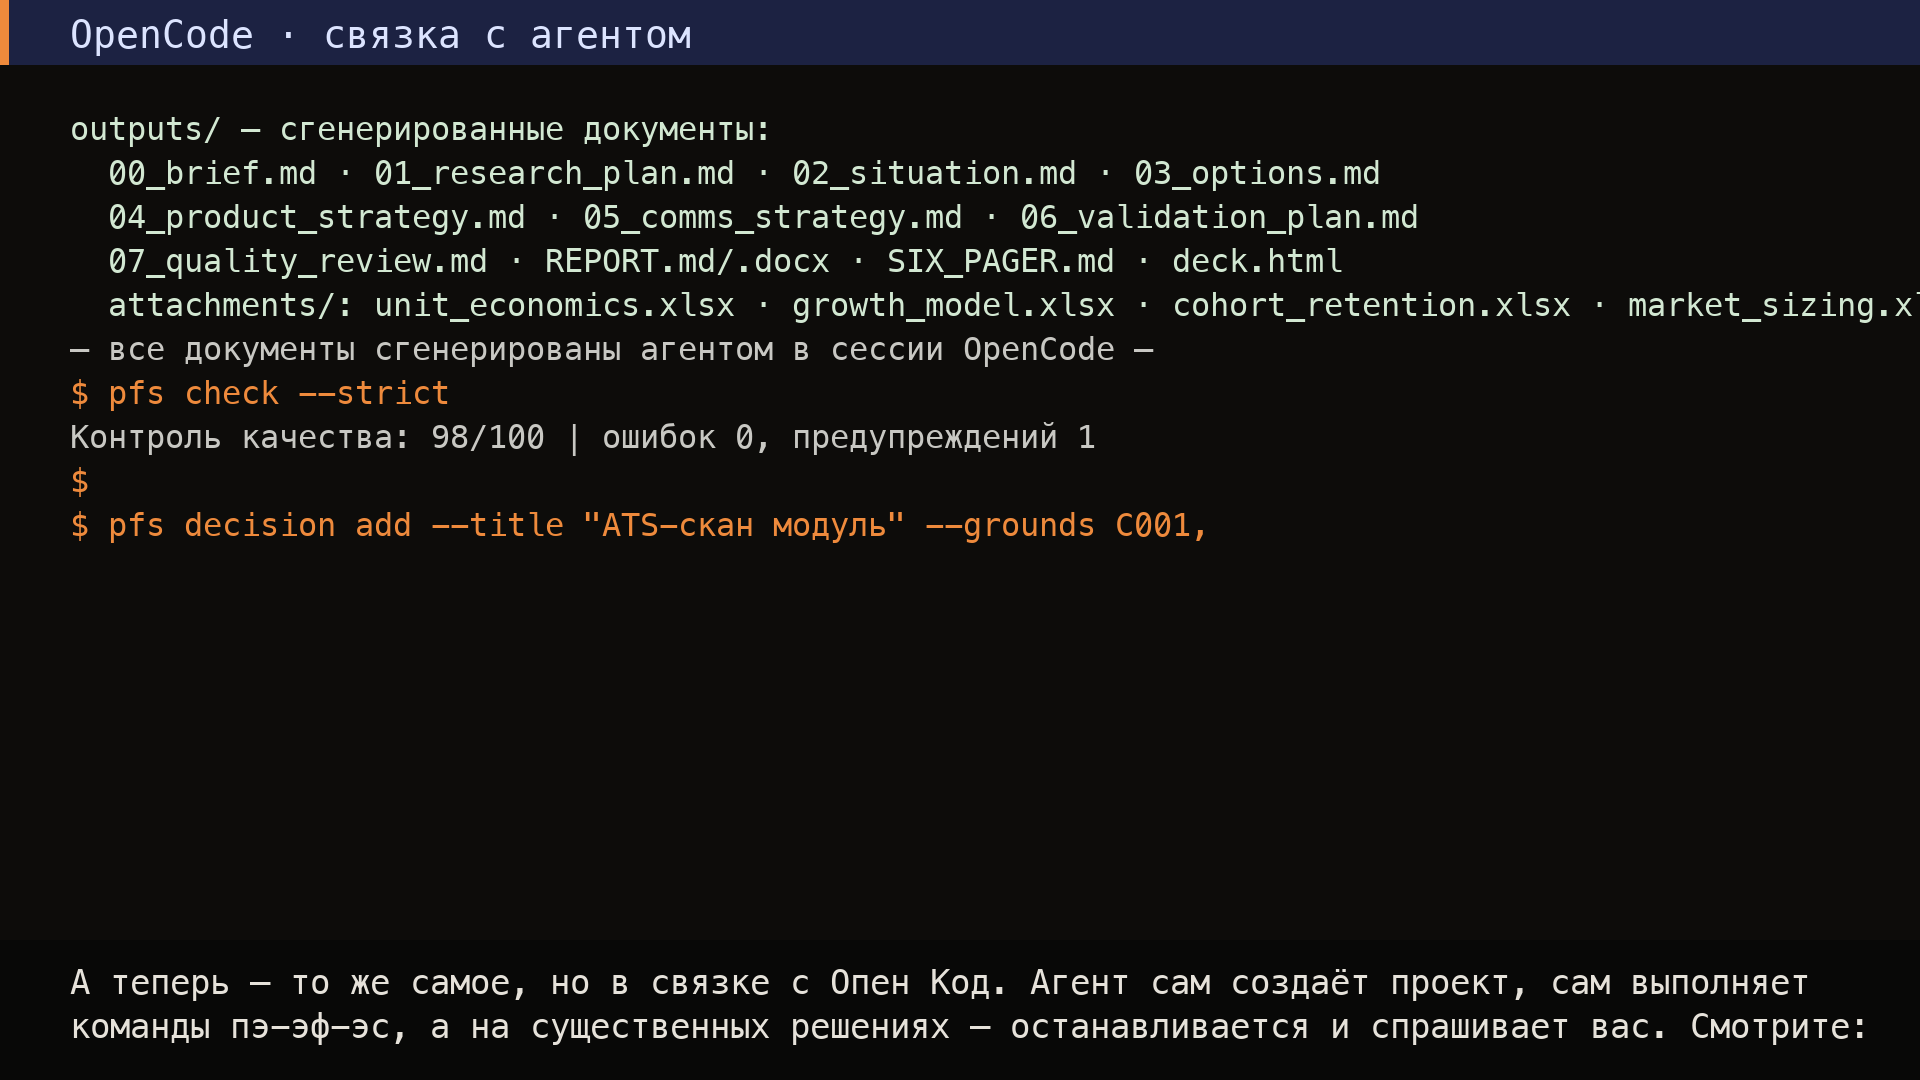 OpenCode · связка с агентом
outputs/ — сгенерированные документы:
00_brief.md · 01_research_plan.md · 02_situation.md · 03_options.md
04_product_strategy.md · 05_comms_strategy.md · 06_validation_plan.md
07_quality_review.md · REPORT.md/.docx · SIX_PAGER.md · deck.html
attachments/: unit_economics.xlsx · growth_model.xlsx · cohort_retention.xlsx · market_sizing.xl
— все документы сгенерированы агентом в сессии OpenCode —
$ pfs check --strict
Контроль качества: 98/100 | ошибок 0, предупреждений 1
$
$ pfs decision add --title "ATS-скан модуль" --grounds C001,
А теперь — то же самое, но в связке с Опен Код. Агент сам создаёт проект, сам выполняет
команды пэ-эф-эс, а на существенных решениях — останавливается и спрашивает вас. Смотрите: